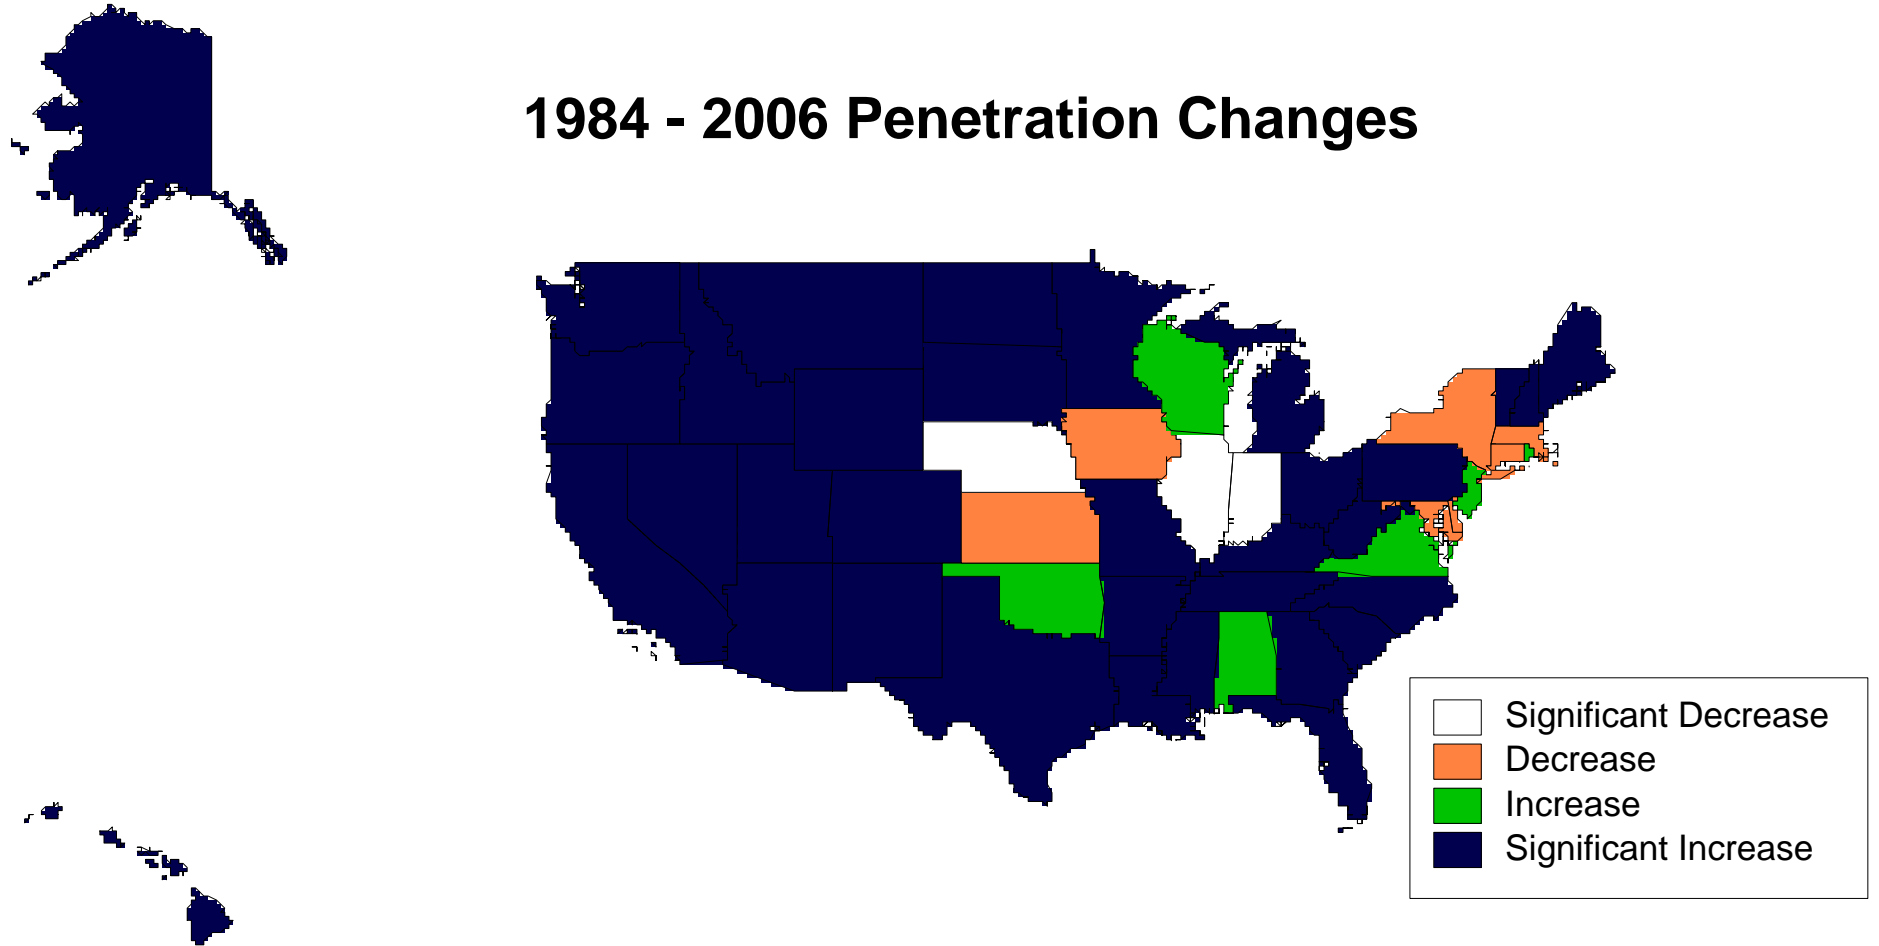 1984 - 2006 Penetration Changes
Significant Decrease
Decrease
Increase
Significant Increase